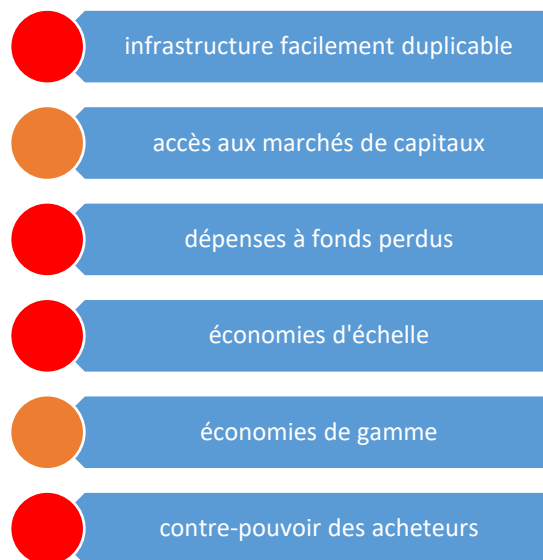 infrastructure facilement duplicable
accès aux marchés de capitaux
dépenses à fonds perdus
économies d'échelle
économies de gamme
contre-pouvoir des acheteurs